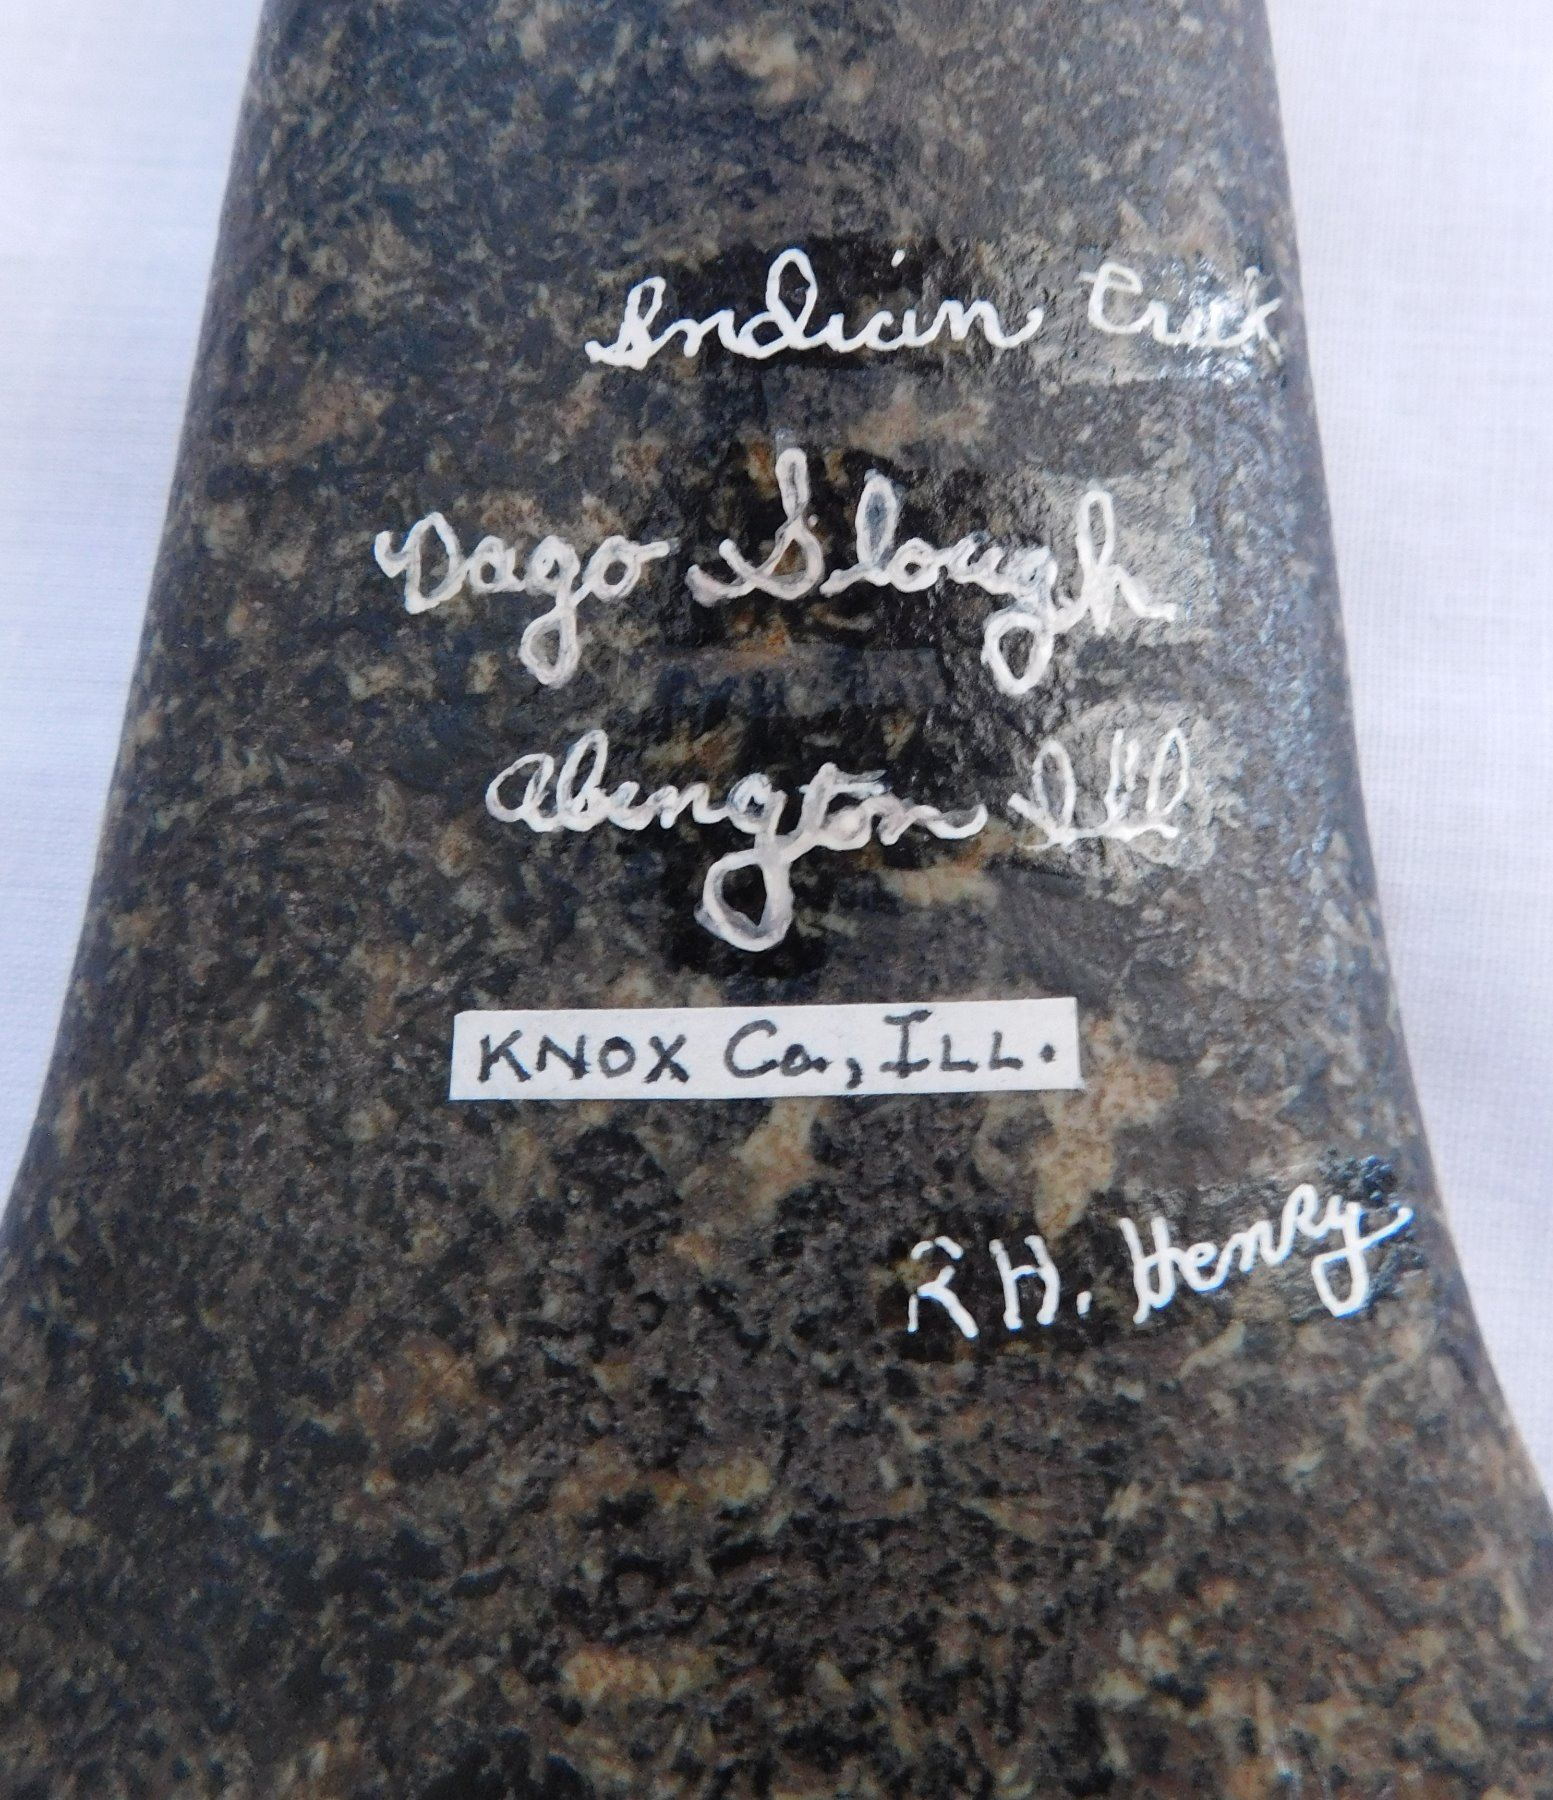 Indian Creek
Dago Slough
Abington Ill
KNOX Co., ILL.
R H. Henry